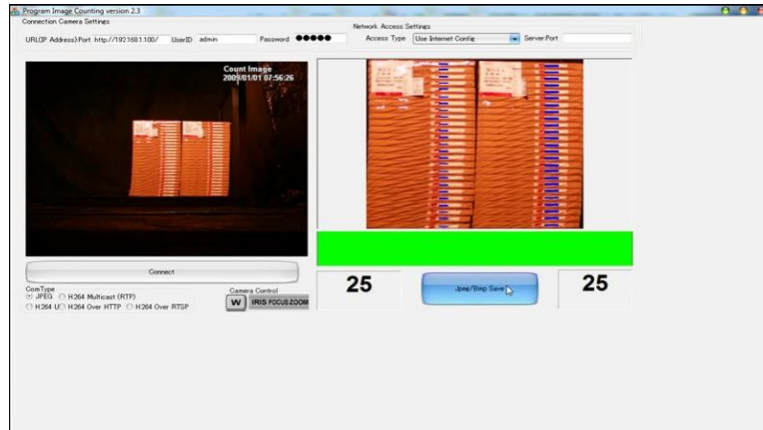 Program Image Counting version 2.3
Connection Camera Settings
Network Access Settings
URL(IP Address):Port http://192.168.1.100/ UserID admin Password ●●●●●
Access Type Use Internet Config Server:Port
Count Image
2009/01/01 07:56:26
Connect
ComType
JPEG H264 Multicast (RTP)
H264 U H264 Over HTTP H264 Over RTSP
Camera Control
W IRIS FOCUS ZOOM
25
Jpeg/Bmp Save
25